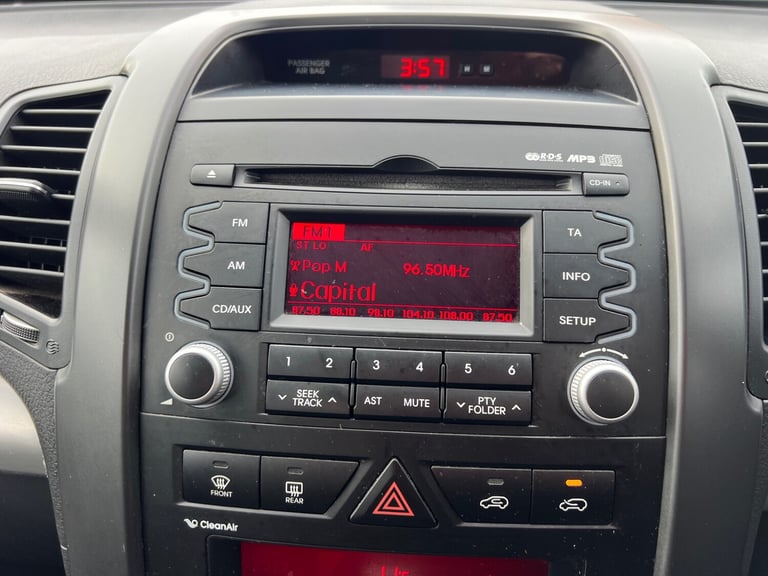 PASSENGER
AIR BAG
3:57
H M
R·D·S MP3
CD-IN
FM
AM
CD/AUX
FM1
ST LO AF
Pop M 96.50MHz
Capital
87.50 88.10 98.10 104.10 108.00 87.50
TA
INFO
SETUP
1 2 3 4 5 6
SEEK
TRACK
AST MUTE
PTY
FOLDER
FRONT
REAR
CleanAir